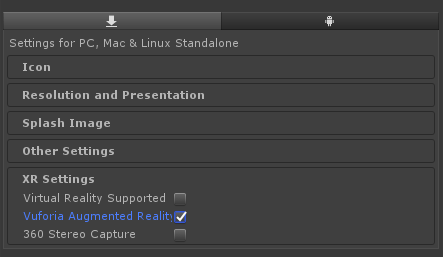 Settings for PC, Mac & Linux Standalone
Icon
Resolution and Presentation
Splash Image
Other Settings
XR Settings
Virtual Reality Supported
Vuforia Augmented Reality
360 Stereo Capture